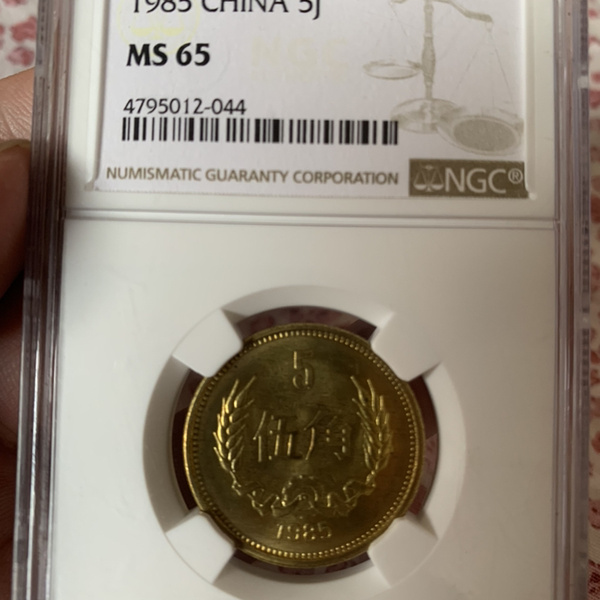 1985 CHINA 5J
MS 65
4795012-044
NUMISMATIC GUARANTY CORPORATION
NGC®
5
伍角
1985